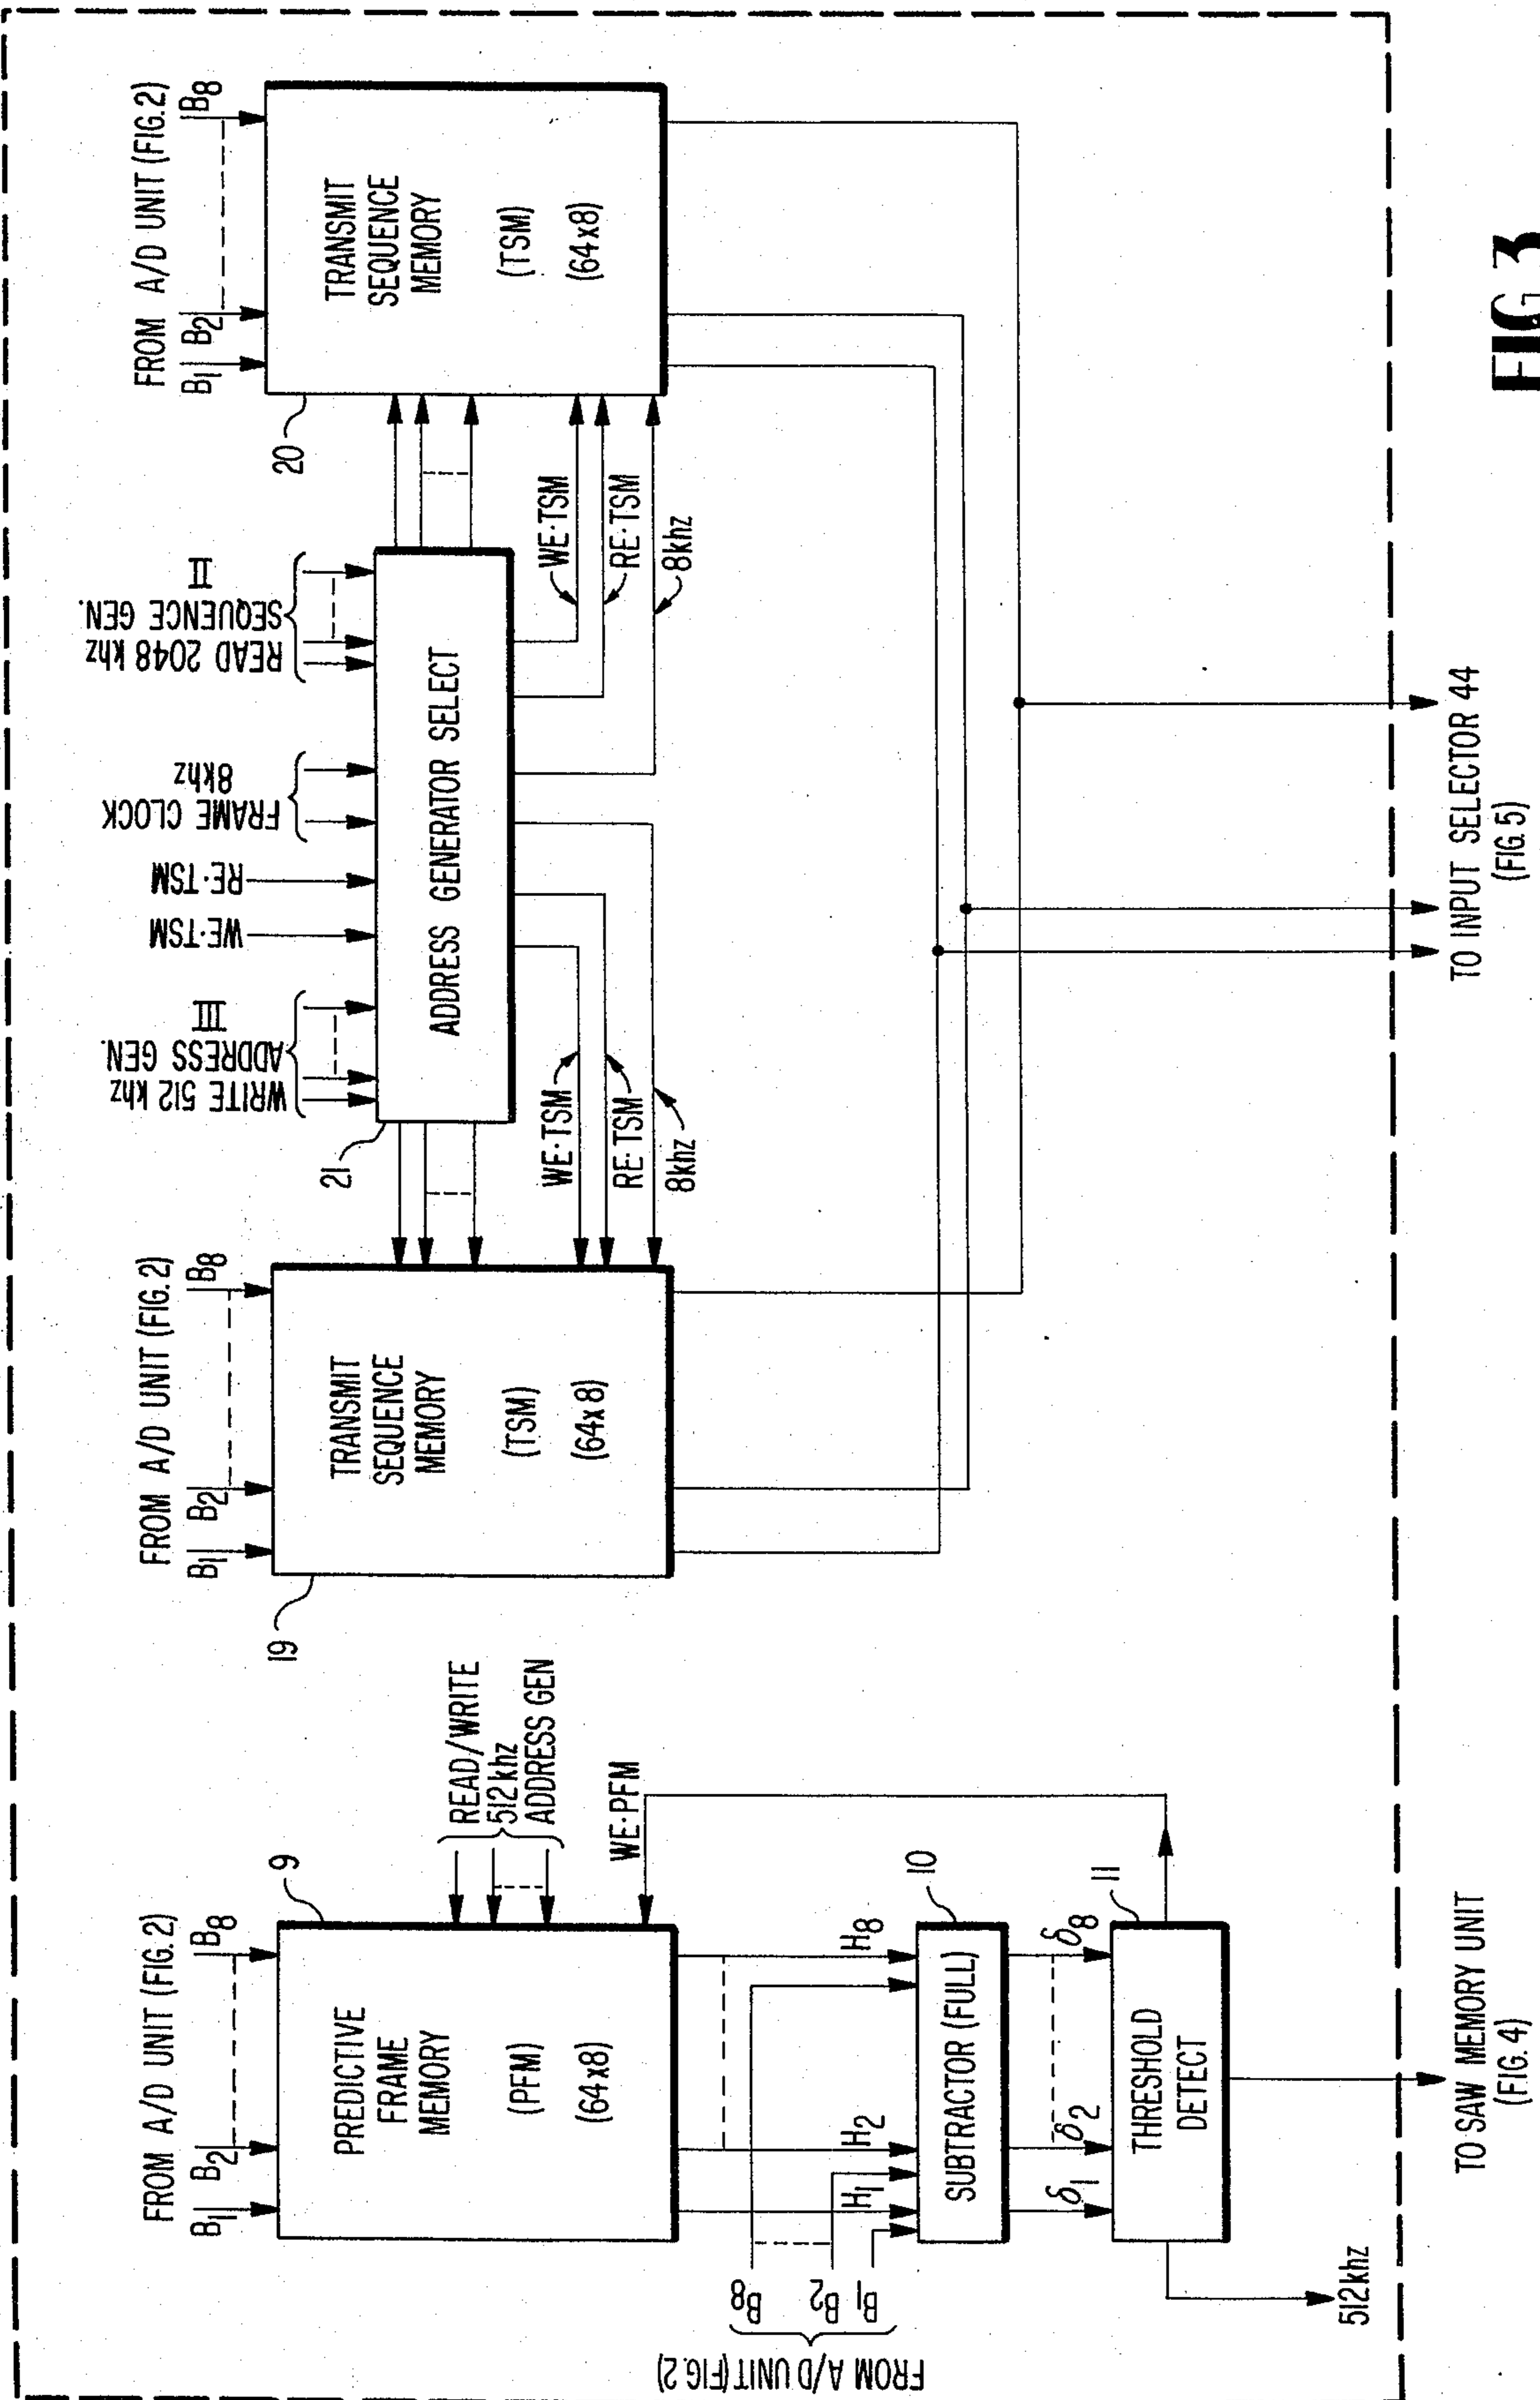 FROM A/D UNIT (FIG. 2)
B1 B2 B8
PREDICTIVE
FRAME
MEMORY
(PFM)
(64x8)
9
READ/WRITE
512 khz
ADDRESS GEN
WE·PFM
FROM A/D UNIT (FIG. 2)
B8
B2
B1
H1 H2 H8
SUBTRACTOR (FULL)
10
δ1 δ2 δ8
THRESHOLD
DETECT
11
512 khz
TO SAW MEMORY UNIT
(FIG. 4)
FROM A/D UNIT (FIG. 2)
B1 B2 B8
TRANSMIT
SEQUENCE
MEMORY
(TSM)
(64x8)
19
WRITE 512 khz
ADDRESS GEN.
III
WE·TSM
RE·TSM
FRAME CLOCK
8khz
READ 2048 khz
SEQUENCE GEN.
II
21
ADDRESS GENERATOR SELECT
WE·TSM
RE·TSM
8khz
WE·TSM
RE·TSM
8khz
FROM A/D UNIT (FIG. 2)
B1 B2 B8
TRANSMIT
SEQUENCE
MEMORY
(TSM)
(64x8)
20
TO INPUT SELECTOR 44
(FIG. 5)
FIG 3